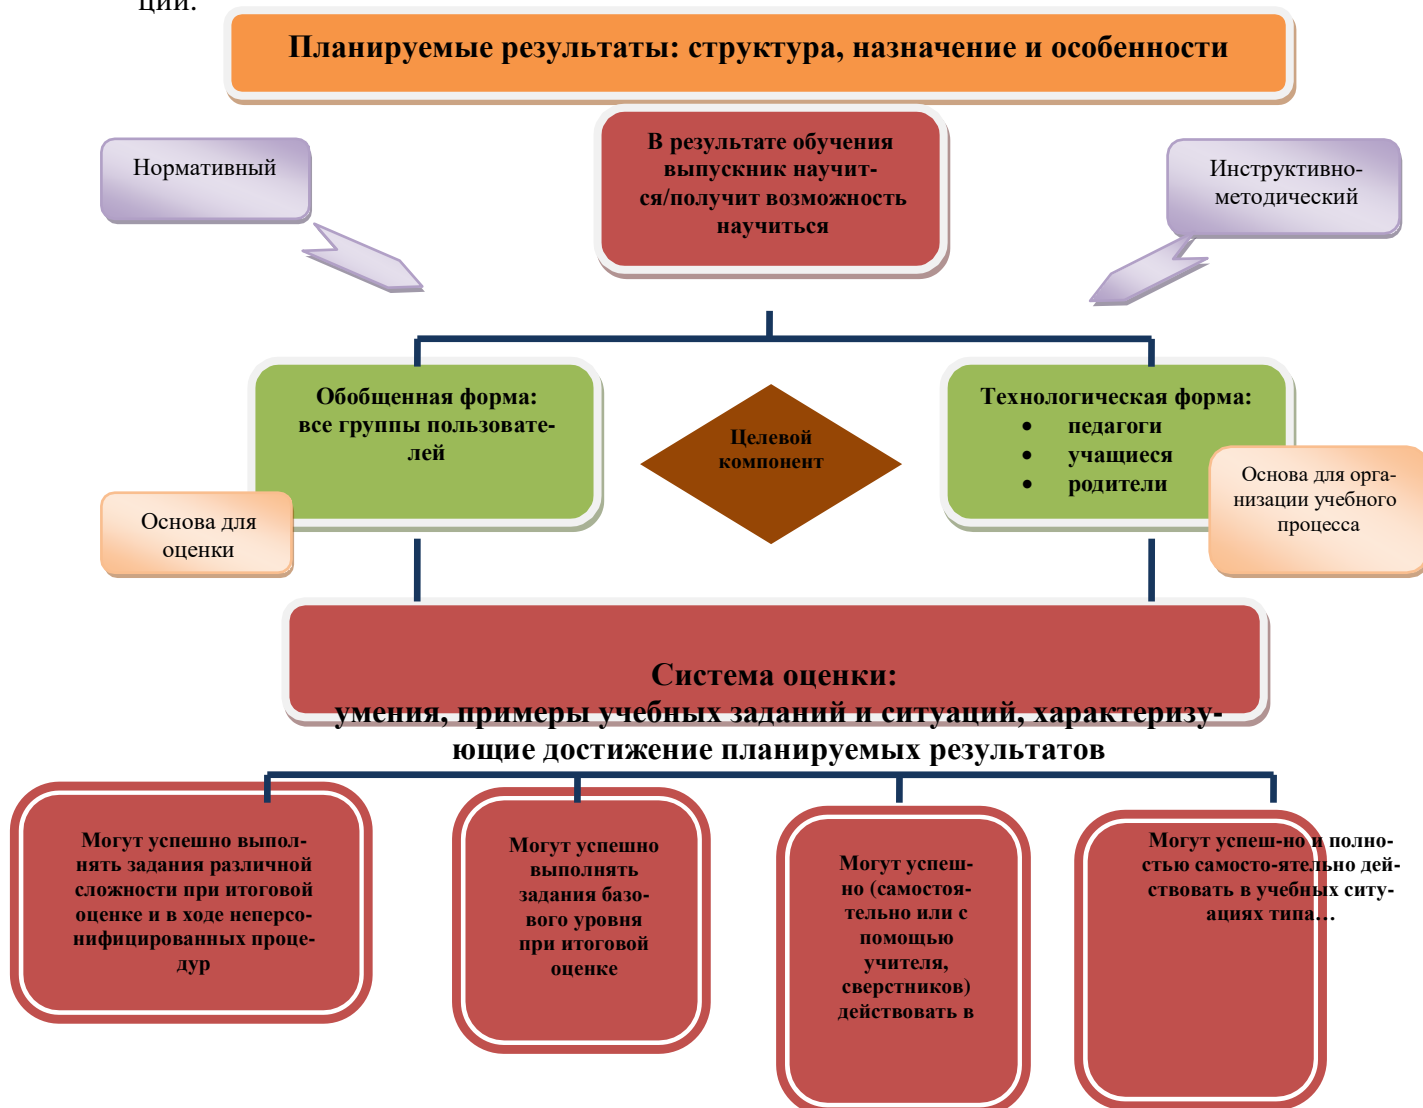 ции.
Планируемые результаты: структура, назначение и особенности
В результате обучения
выпускник научит-
ся/получит возможность
научиться
Нормативный
Инструктивно-
методический
Обобщенная форма:
все группы пользовате-
лей
Целевой
компонент
Технологическая форма:
• педагоги
• учащиеся
• родители
Основа для
оценки
Основа для орга-
низации учебного
процесса
Система оценки:
умения, примеры учебных заданий и ситуаций, характеризу-
ющие достижение планируемых результатов
Могут успешно выпол-
нять задания различной
сложности при итоговой
оценке и в ходе неперсо-
нифицированных проце-
дур
Могут успешно
выполнять
задания базо-
вого уровня
при итоговой
оценке
Могут успеш-
но (самостоя-
тельно или с
помощью
учителя,
сверстников)
действовать в
Могут успеш-но и полно-
стью самосто-ятельно дей-
ствовать в учебных ситу-
ациях типа…